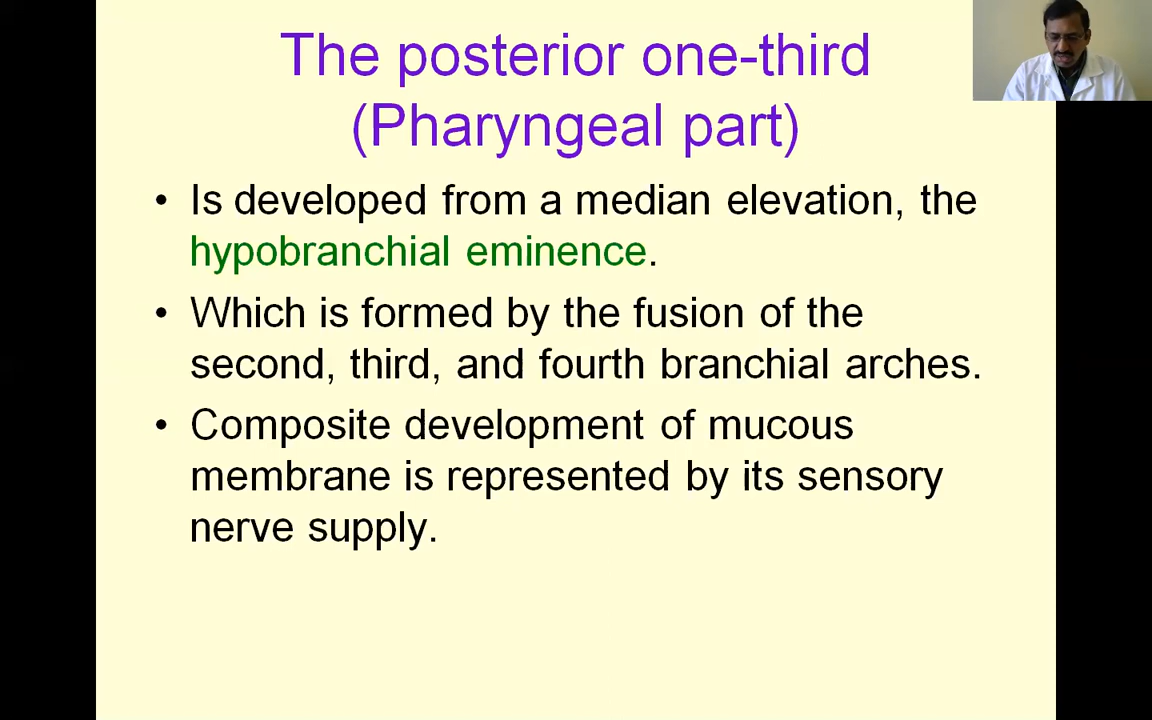 The posterior one-third
(Pharyngeal part)
• Is developed from a median elevation, the
hypobranchial eminence.
• Which is formed by the fusion of the
second, third, and fourth branchial arches.
• Composite development of mucous
membrane is represented by its sensory
nerve supply.